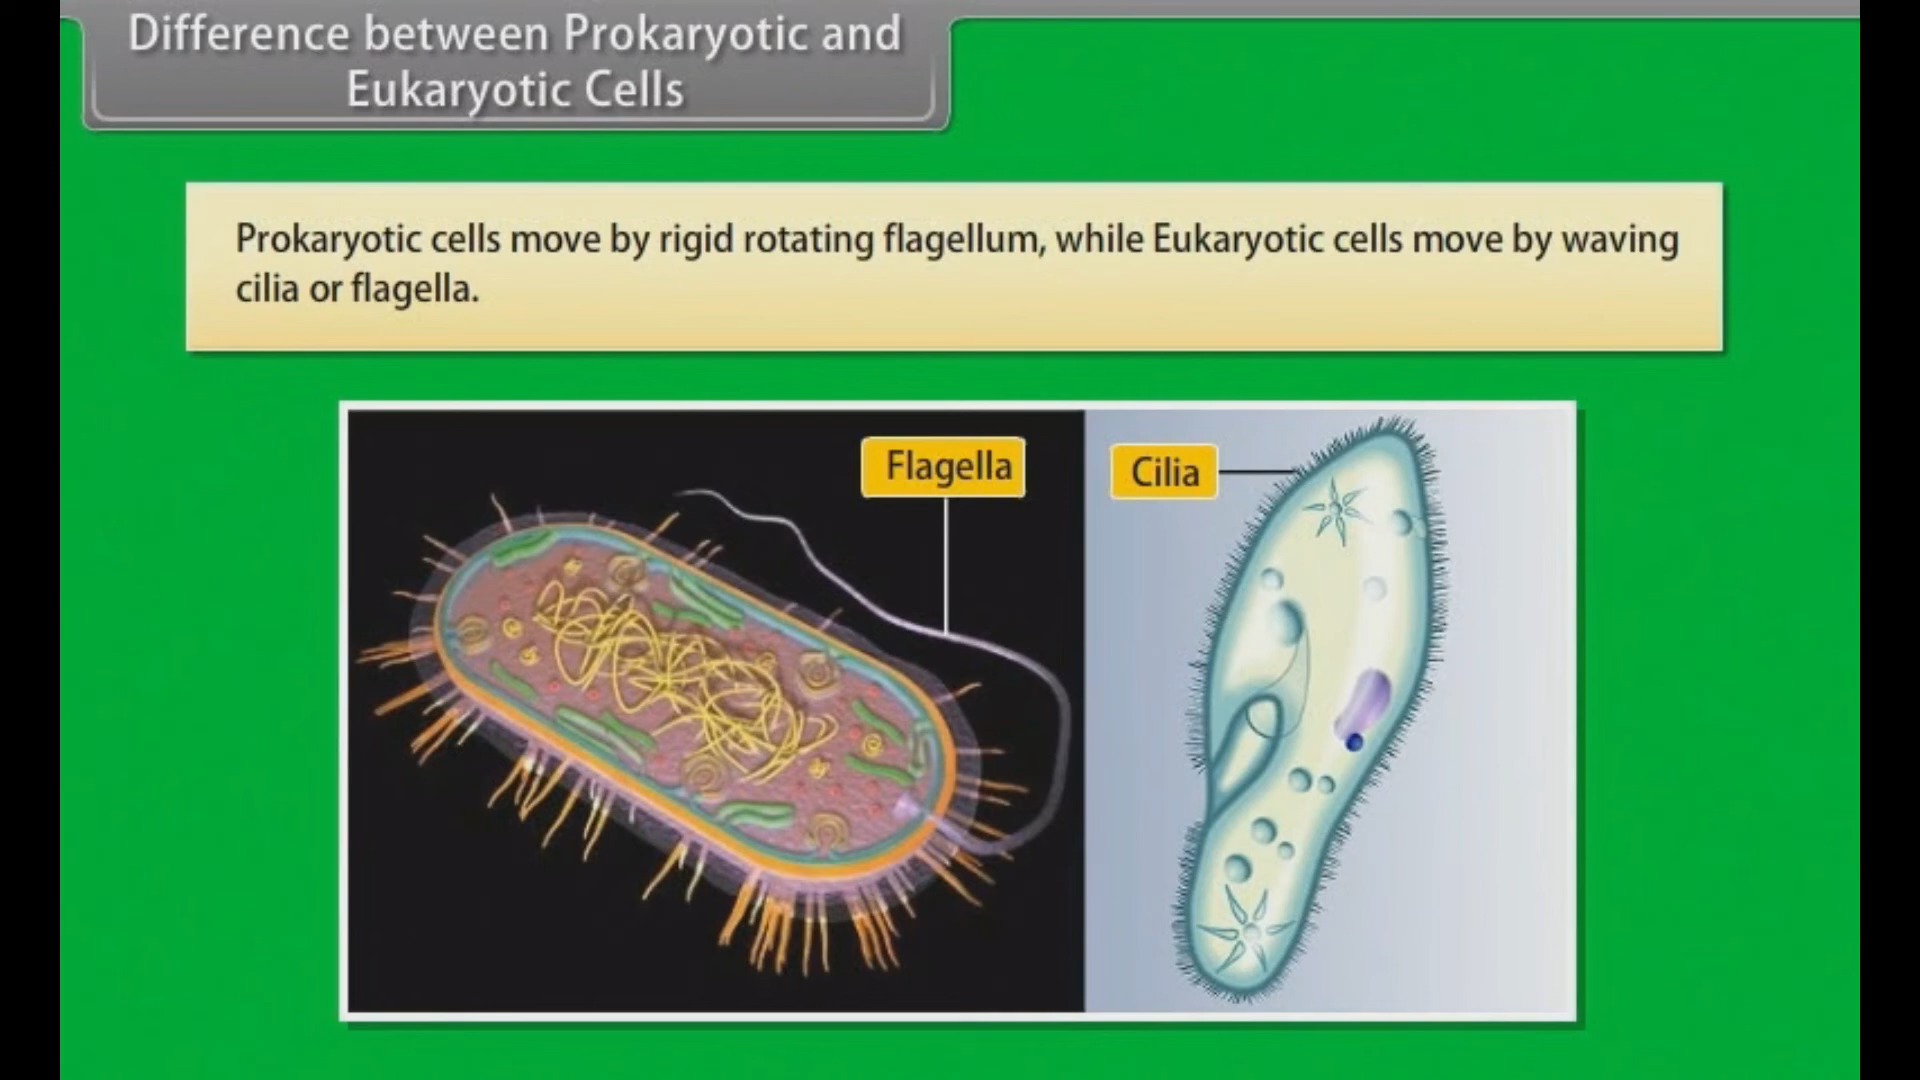 Difference between Prokaryotic and
Eukaryotic Cells
Prokaryotic cells move by rigid rotating flagellum, while Eukaryotic cells move by waving
cilia or flagella.
Flagella
Cilia